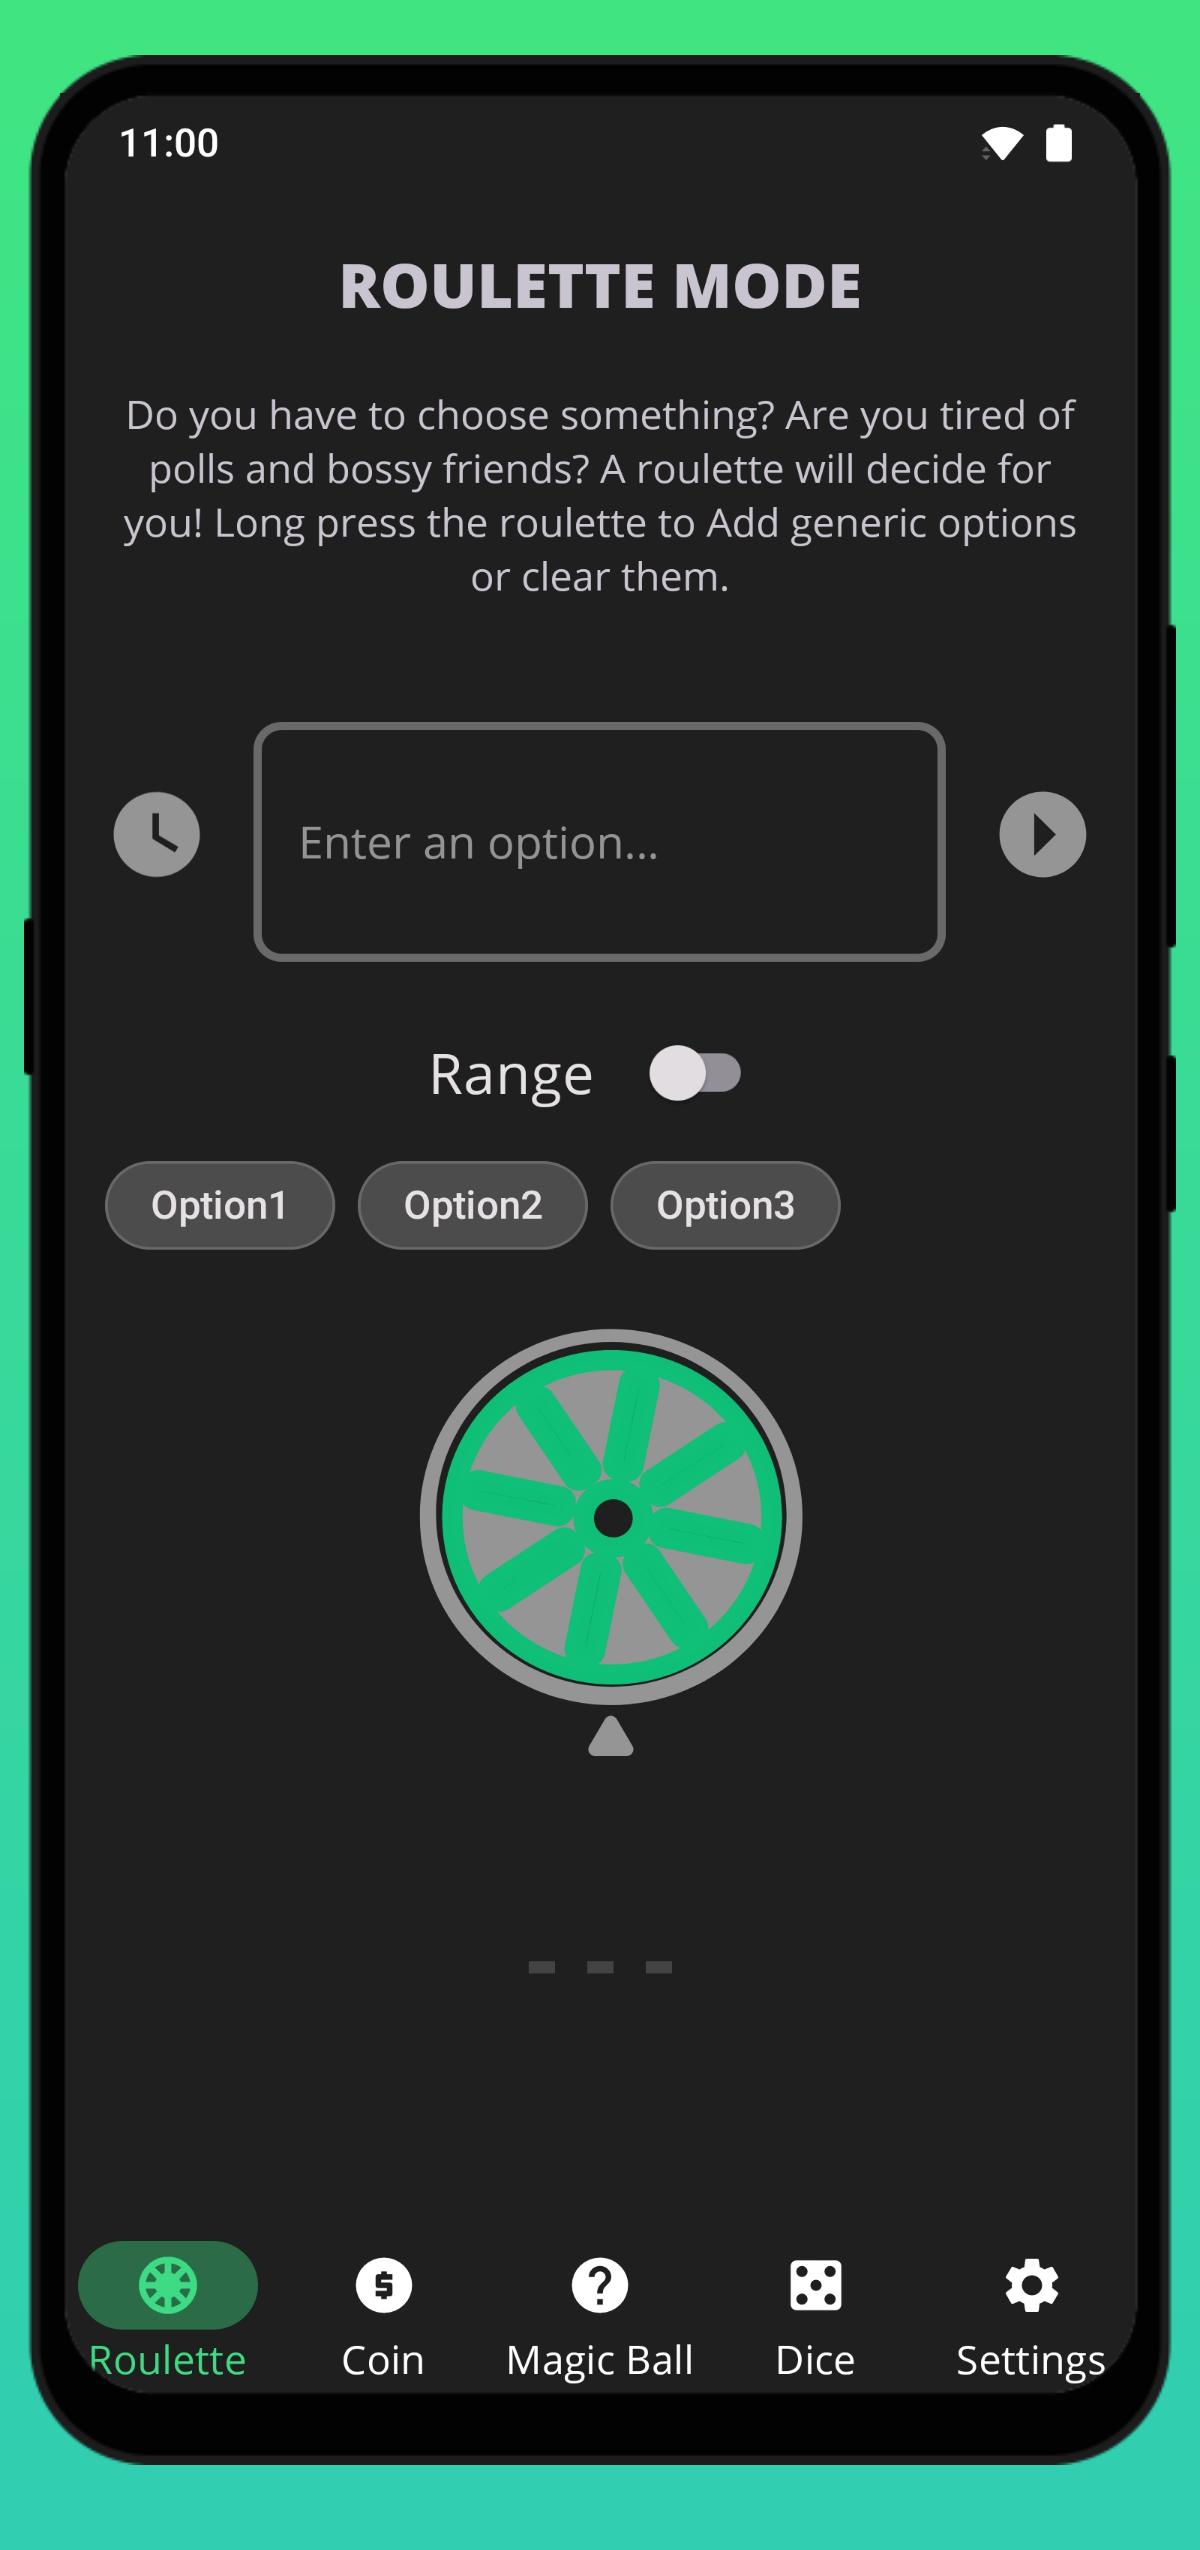 11:00
ROULETTE MODE
Do you have to choose something? Are you tired of
polls and bossy friends? A roulette will decide for
you! Long press the roulette to Add generic options
or clear them.
Enter an option...
Range
Option1 Option2 Option3
- - -
Roulette Coin Magic Ball Dice Settings